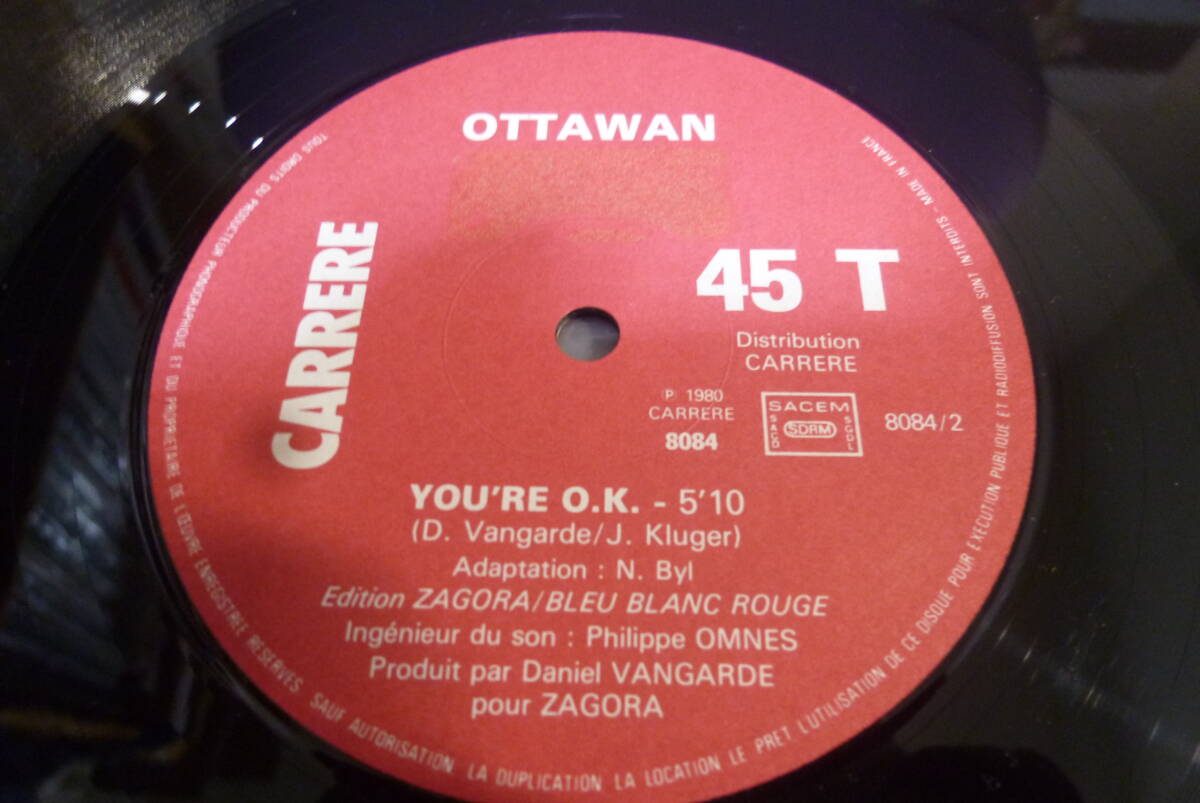 OTTAWAN
CARRERE
45 T
Distribution
CARRERE
℗ 1980
CARRERE
8084
SACEM
SACD
SDRM
SGDL
8084/2
YOU'RE O.K. - 5'10
(D. Vangarde/J. Kluger)
Adaptation : N. Byl
Edition ZAGORA/BLEU BLANC ROUGE
Ingénieur du son : Philippe OMNES
Produit par Daniel VANGARDE
pour ZAGORA
TOUS DROITS DU PRODUCTEUR PHONOGRAPHIQUE ET DU PROPRIETAIRE DE L'ŒUVRE ENREGISTREE RESERVES. SAUF AUTORISATION LA DUPLICATION LA LOCATION LE PRET L'UTILISATION DE CE DISQUE POUR EXECUTION PUBLIQUE ET RADIODIFFUSION SONT INTERDITS - MADE IN FRANCE